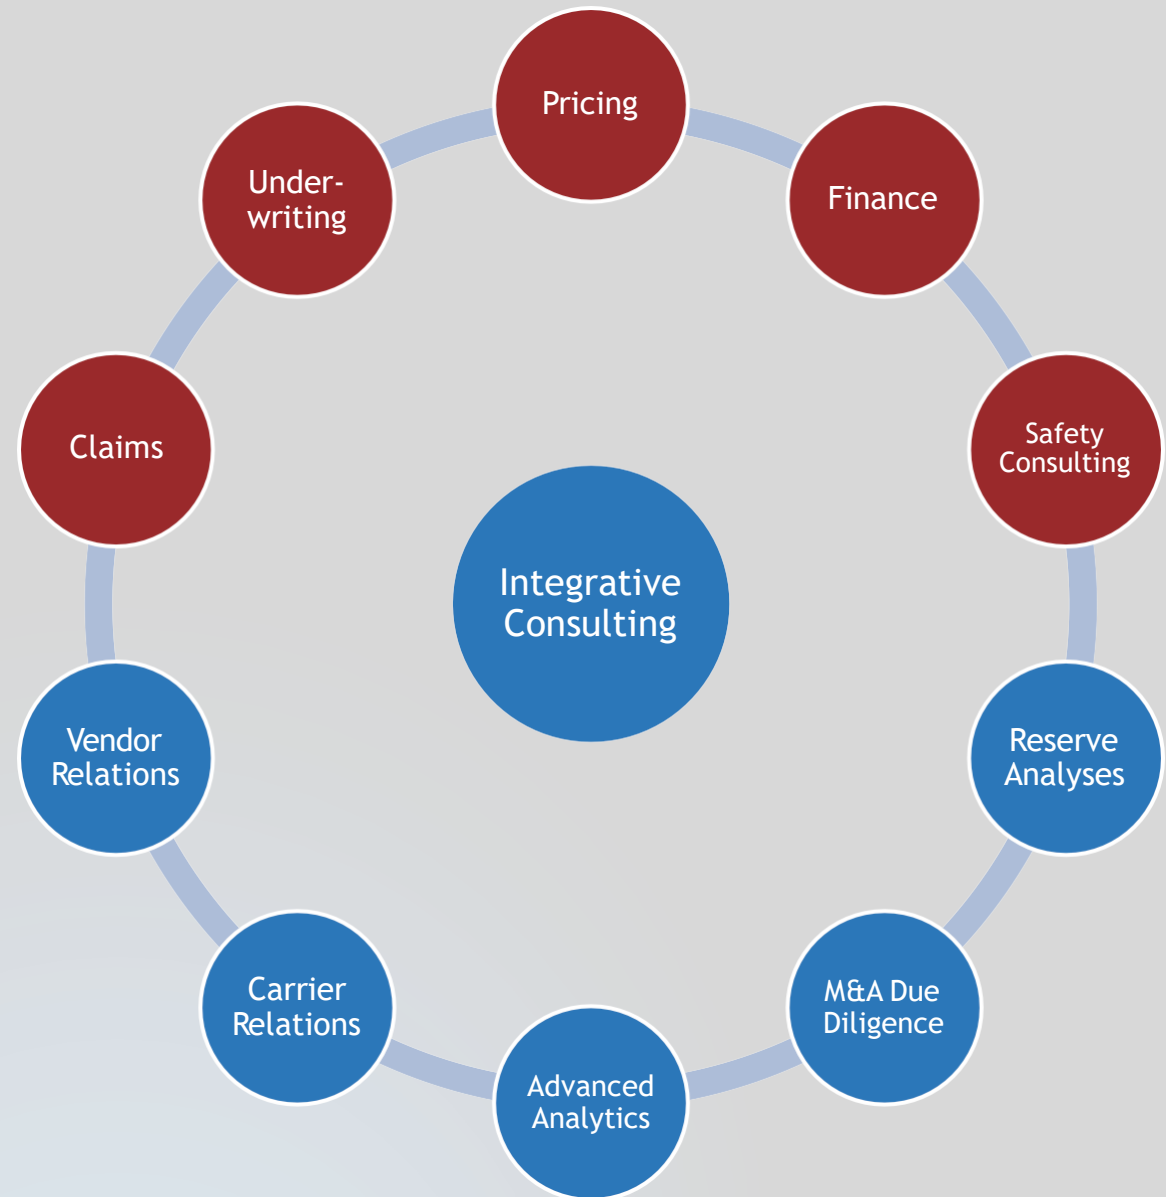 Pricing
Under-
writing
Finance
Claims
Safety
Consulting
Integrative
Consulting
Vendor
Relations
Reserve
Analyses
Carrier
Relations
M&A Due
Diligence
Advanced
Analytics